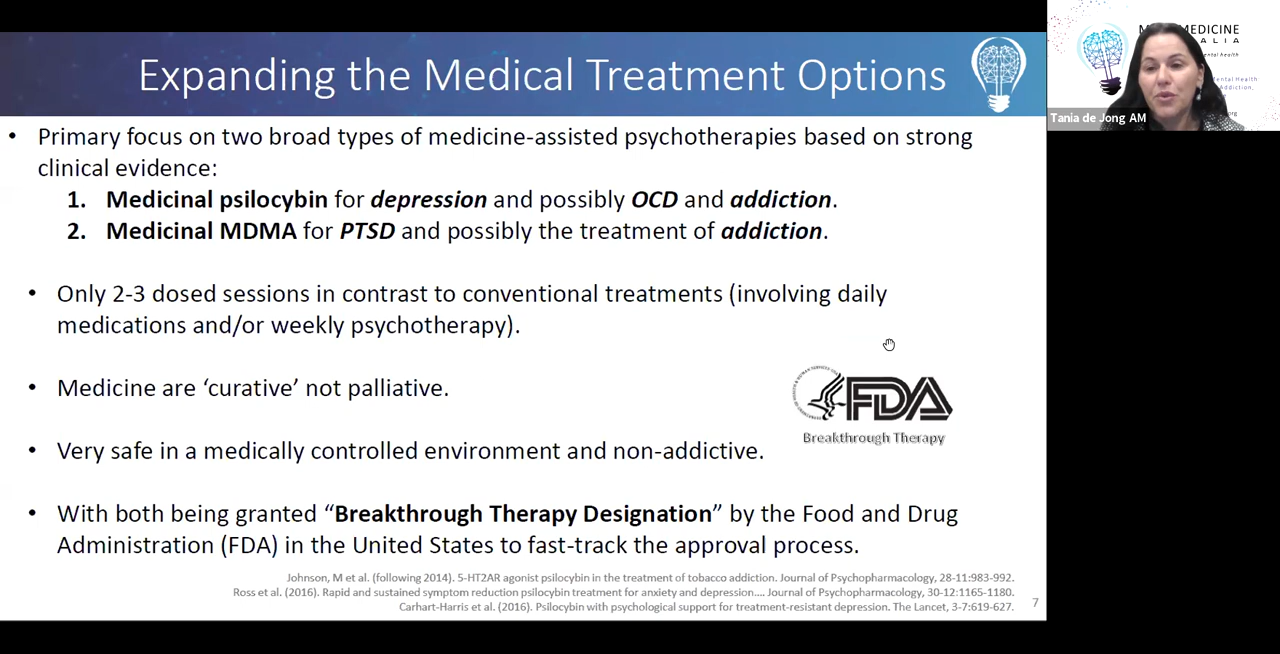 Expanding the Medical Treatment Options
• Primary focus on two broad types of medicine-assisted psychotherapies based on strong
clinical evidence:
1. Medicinal psilocybin for depression and possibly OCD and addiction.
2. Medicinal MDMA for PTSD and possibly the treatment of addiction.
• Only 2-3 dosed sessions in contrast to conventional treatments (involving daily
medications and/or weekly psychotherapy).
• Medicine are ‘curative’ not palliative.
• Very safe in a medically controlled environment and non-addictive.
• With both being granted “Breakthrough Therapy Designation” by the Food and Drug
Administration (FDA) in the United States to fast-track the approval process.
FDA
Breakthrough Therapy
Johnson, M et al. (following 2014). 5-HT2AR agonist psilocybin in the treatment of tobacco addiction. Journal of Psychopharmacology, 28-11:983-992.
Ross et al. (2016). Rapid and sustained symptom reduction psilocybin treatment for anxiety and depression.... Journal of Psychopharmacology, 30-12:1165-1180.
Carhart-Harris et al. (2016). Psilocybin with psychological support for treatment-resistant depression. The Lancet, 3-7:619-627.
7
Tania de Jong AM